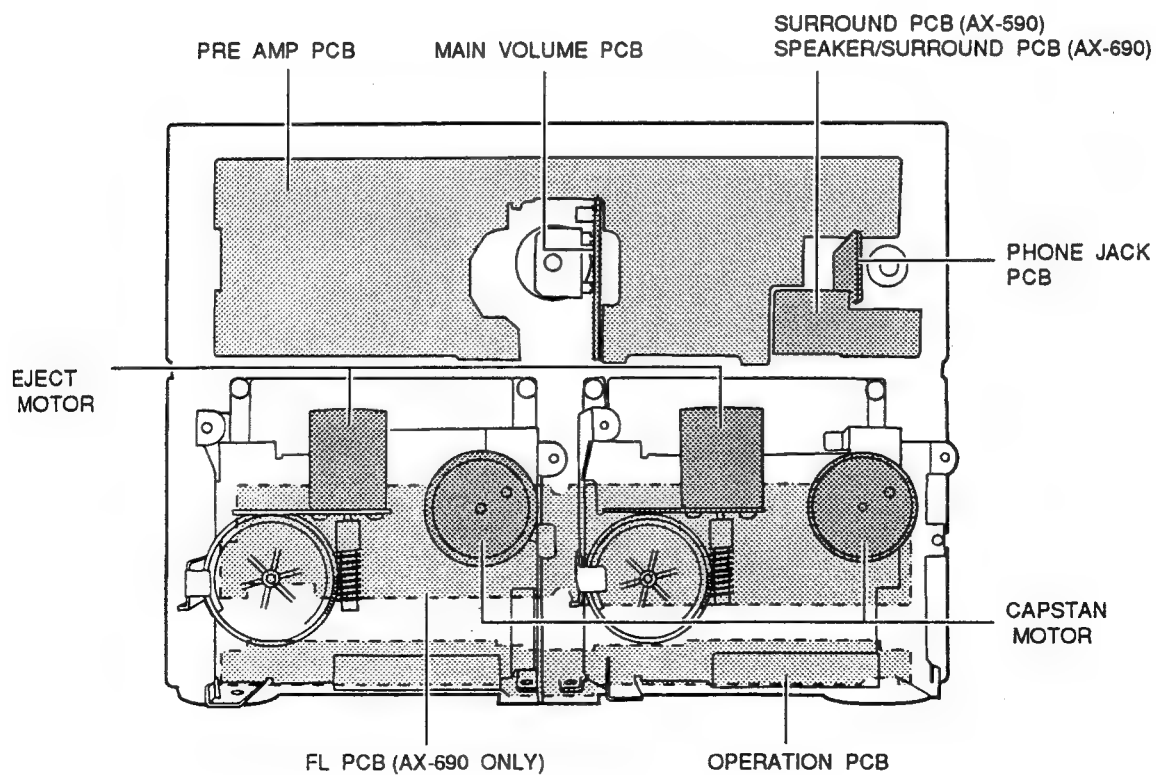 SURROUND PCB (AX-590)
SPEAKER/SURROUND PCB (AX-690)
PRE AMP PCB
MAIN VOLUME PCB
PHONE JACK
PCB
EJECT
MOTOR
CAPSTAN
MOTOR
FL PCB (AX-690 ONLY)
OPERATION PCB